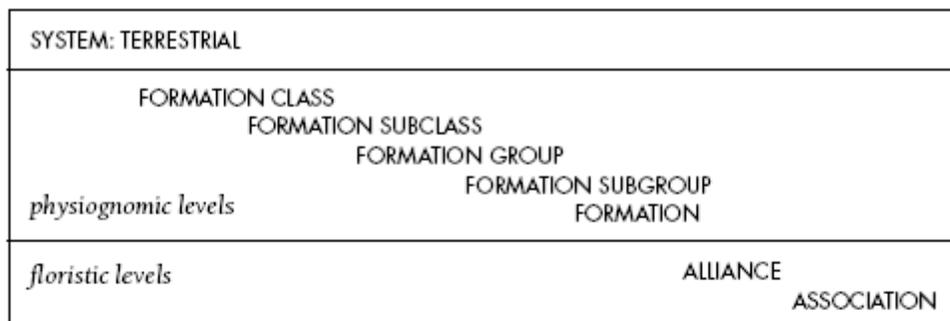 SYSTEM: TERRESTRIAL
FORMATION CLASS
FORMATION SUBCLASS
FORMATION GROUP
FORMATION SUBGROUP
physiognomic levels
FORMATION
floristic levels
ALLIANCE
ASSOCIATION